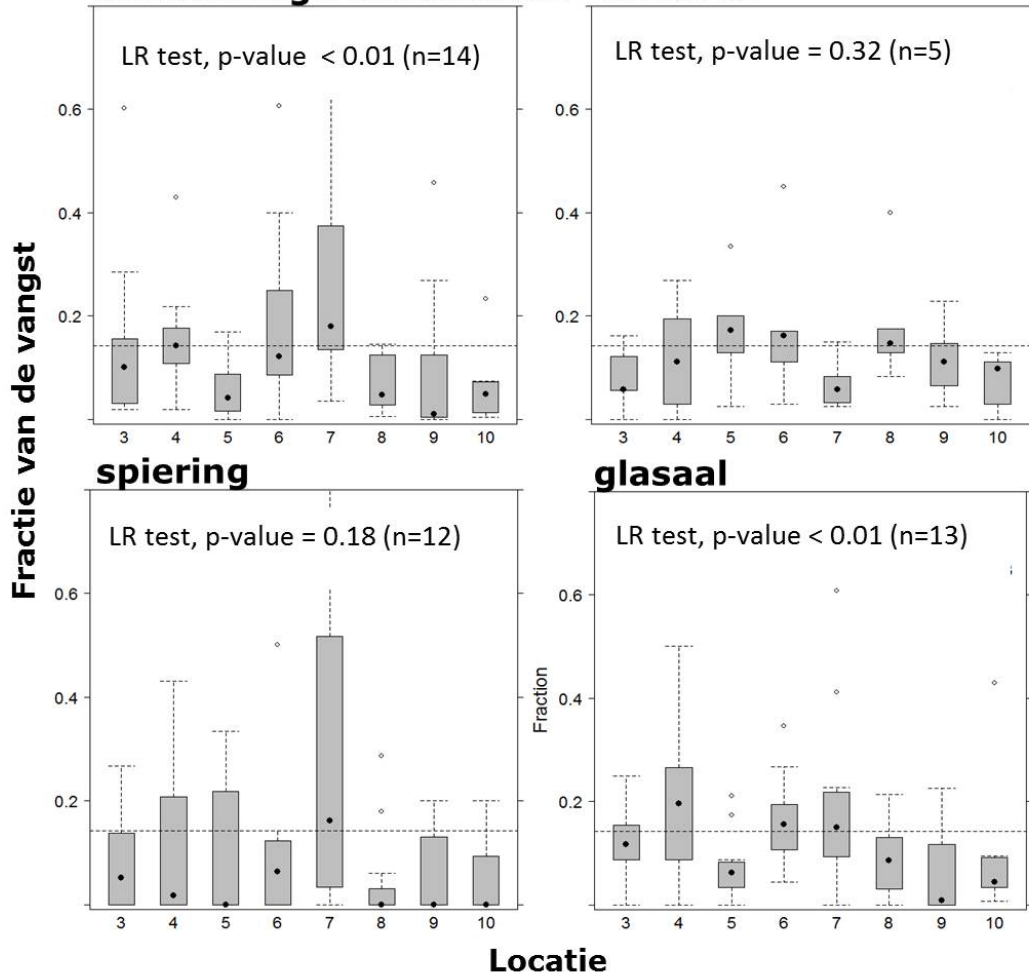 LR test, p-value < 0.01 (n=14)
LR test, p-value = 0.32 (n=5)
0.6
0.4
0.2
3 4 5 6 7 8 9 10
0.6
0.4
0.2
3 4 5 6 7 8 9 10
spiering
glasaal
LR test, p-value = 0.18 (n=12)
LR test, p-value < 0.01 (n=13)
0.6
0.4
0.2
3 4 5 6 7 8 9 10
Fraction
0.6
0.4
0.2
3 4 5 6 7 8 9 10
Fractie van de vangst
Locatie